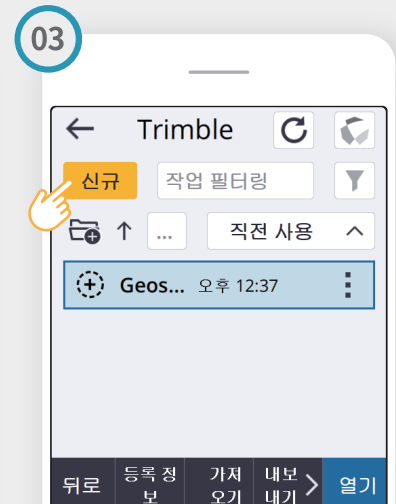 03
Trimble
신규
작업 필터링
...
직전 사용
Geos...
오후 12:37
뒤로
등록 정
보
가져
오기
내보
내기
열기